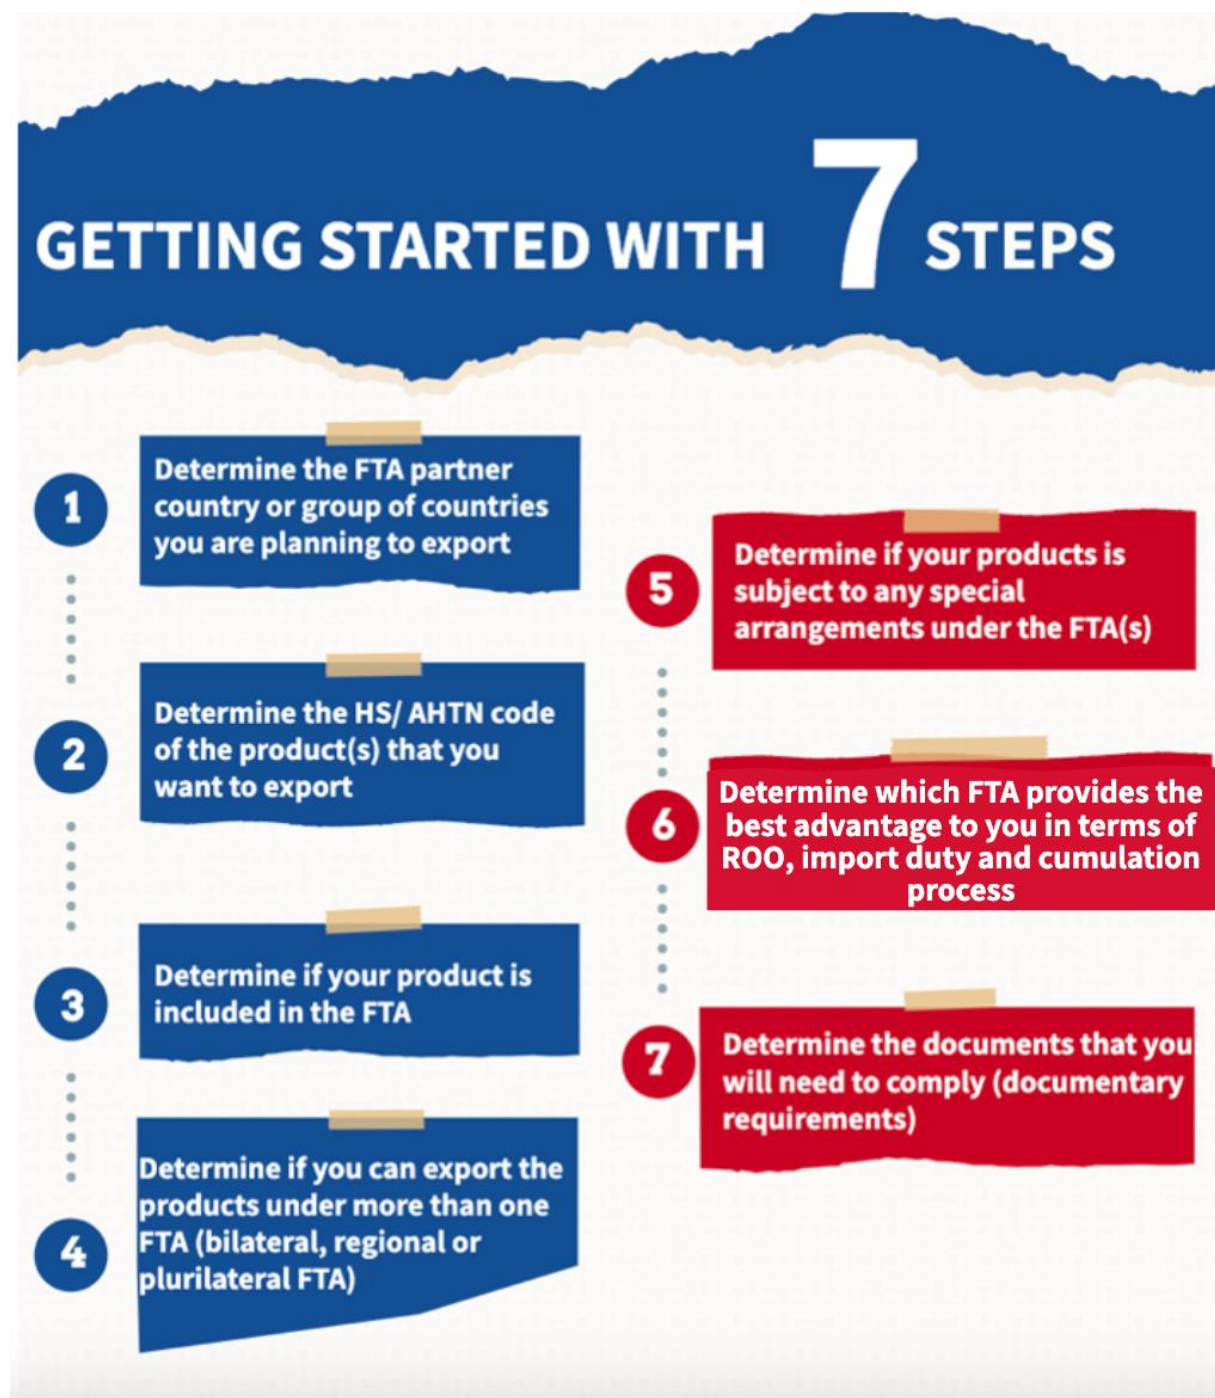 GETTING STARTED WITH 7 STEPS
1
Determine the FTA partner
country or group of countries
you are planning to export
2
Determine the HS/ AHTN code
of the product(s) that you
want to export
3
Determine if your product is
included in the FTA
4
Determine if you can export the
products under more than one
FTA (bilateral, regional or
plurilateral FTA)
5
Determine if your products is
subject to any special
arrangements under the FTA(s)
6
Determine which FTA provides the
best advantage to you in terms of
ROO, import duty and cumulation
process
7
Determine the documents that you
will need to comply (documentary
requirements)